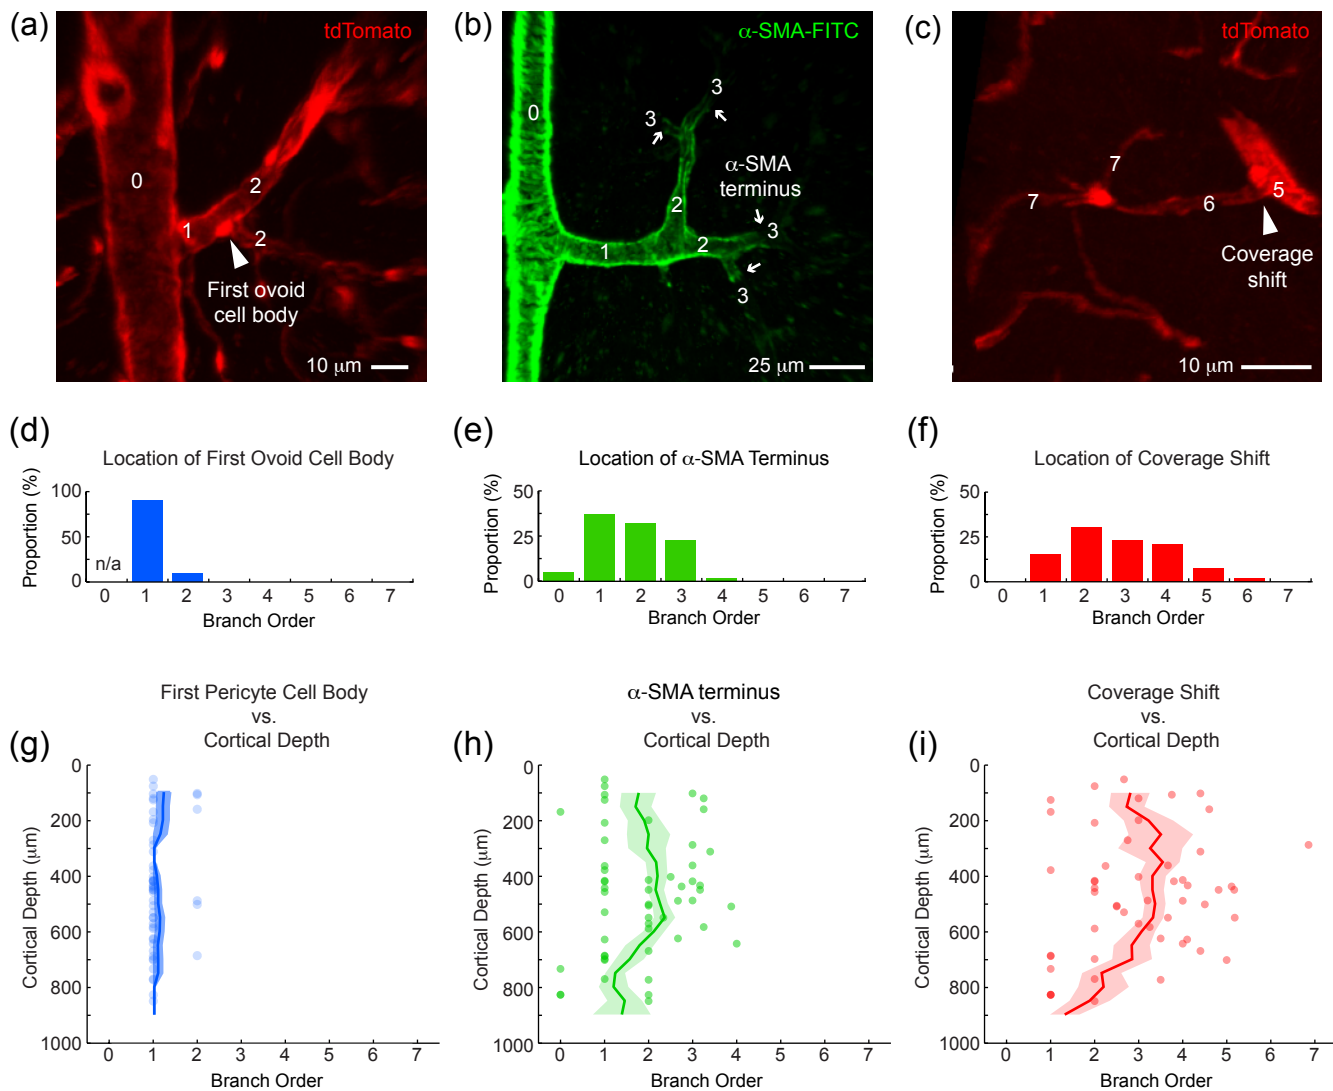 (a)
tdTomato
0
1
2
2
First ovoid
cell body
10 μm
(b)
α-SMA-FITC
0
3
3
α-SMA
terminus
2
3
1
2
3
25 μm
(c)
tdTomato
7
7
6
5
Coverage
shift
10 μm
(d)
Location of First Ovoid Cell Body
Proportion (%)
100
50
0
n/a
0 1 2 3 4 5 6 7
Branch Order
(e)
Location of α-SMA Terminus
Proportion (%)
50
25
0
0 1 2 3 4 5 6 7
Branch Order
(f)
Location of Coverage Shift
Proportion (%)
50
25
0
0 1 2 3 4 5 6 7
Branch Order
(g)
First Pericyte Cell Body
vs.
Cortical Depth
Cortical Depth (μm)
0
200
400
600
800
1000
0 1 2 3 4 5 6 7
Branch Order
(h)
α-SMA terminus
vs.
Cortical Depth
Cortical Depth (μm)
0
200
400
600
800
1000
0 1 2 3 4 5 6 7
Branch Order
(i)
Coverage Shift
vs.
Cortical Depth
Cortical Depth (μm)
0
200
400
600
800
1000
0 1 2 3 4 5 6 7
Branch Order